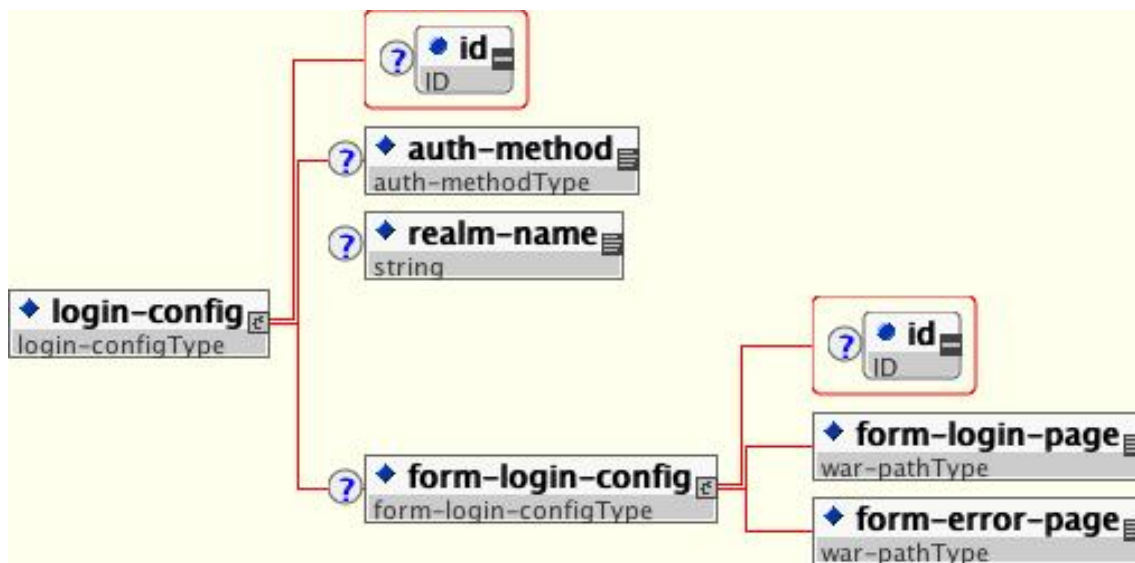 ? id
ID
? auth-method
auth-methodType
? realm-name
string
login-config
login-configType
? id
ID
form-login-page
war-pathType
? form-login-config
form-login-configType
form-error-page
war-pathType